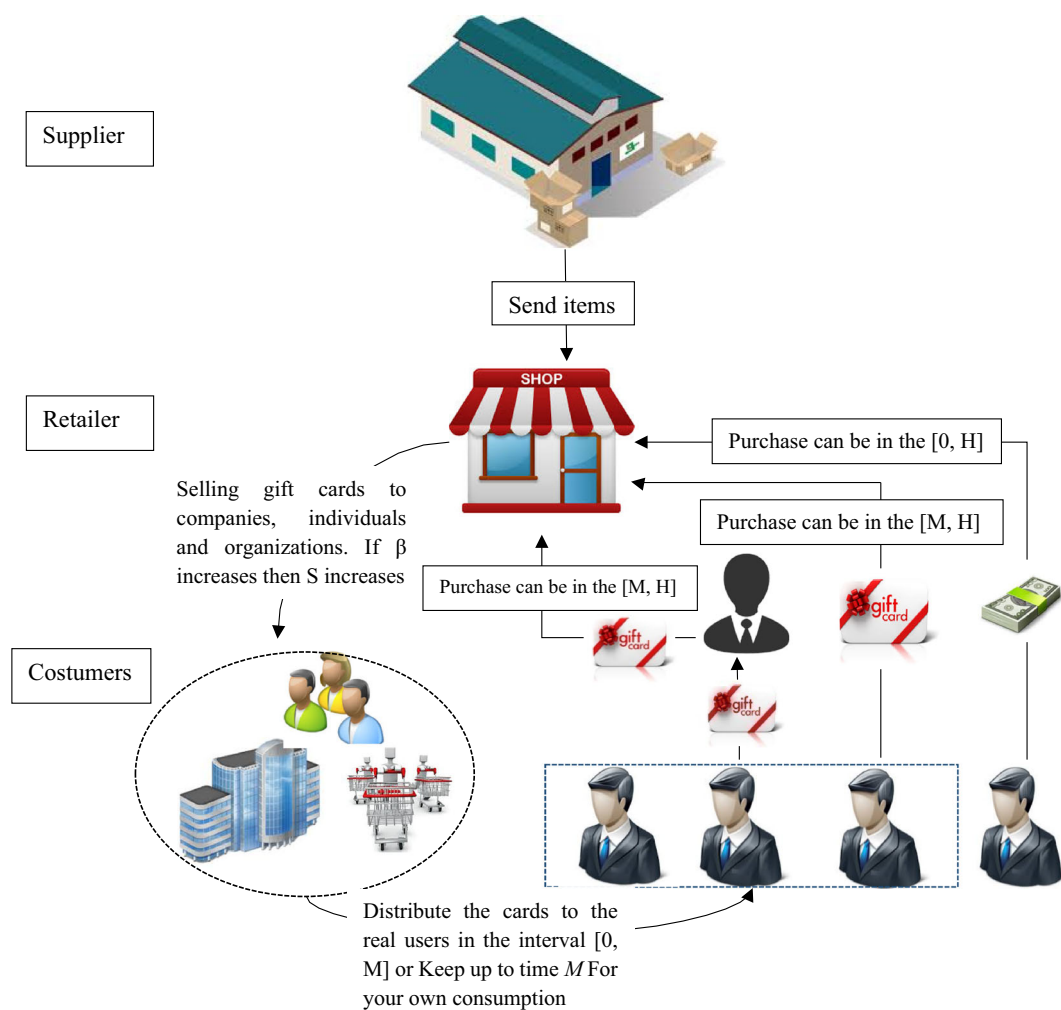 Supplier
Send items
SHOP
Retailer
Purchase can be in the [0, H]
Selling gift cards to
companies, individuals
and organizations. If β
increases then S increases
Purchase can be in the [M, H]
Purchase can be in the [M, H]
gift
card
gift
card
gift
card
Costumers
Distribute the cards to the
real users in the interval [0,
M] or Keep up to time M For
your own consumption